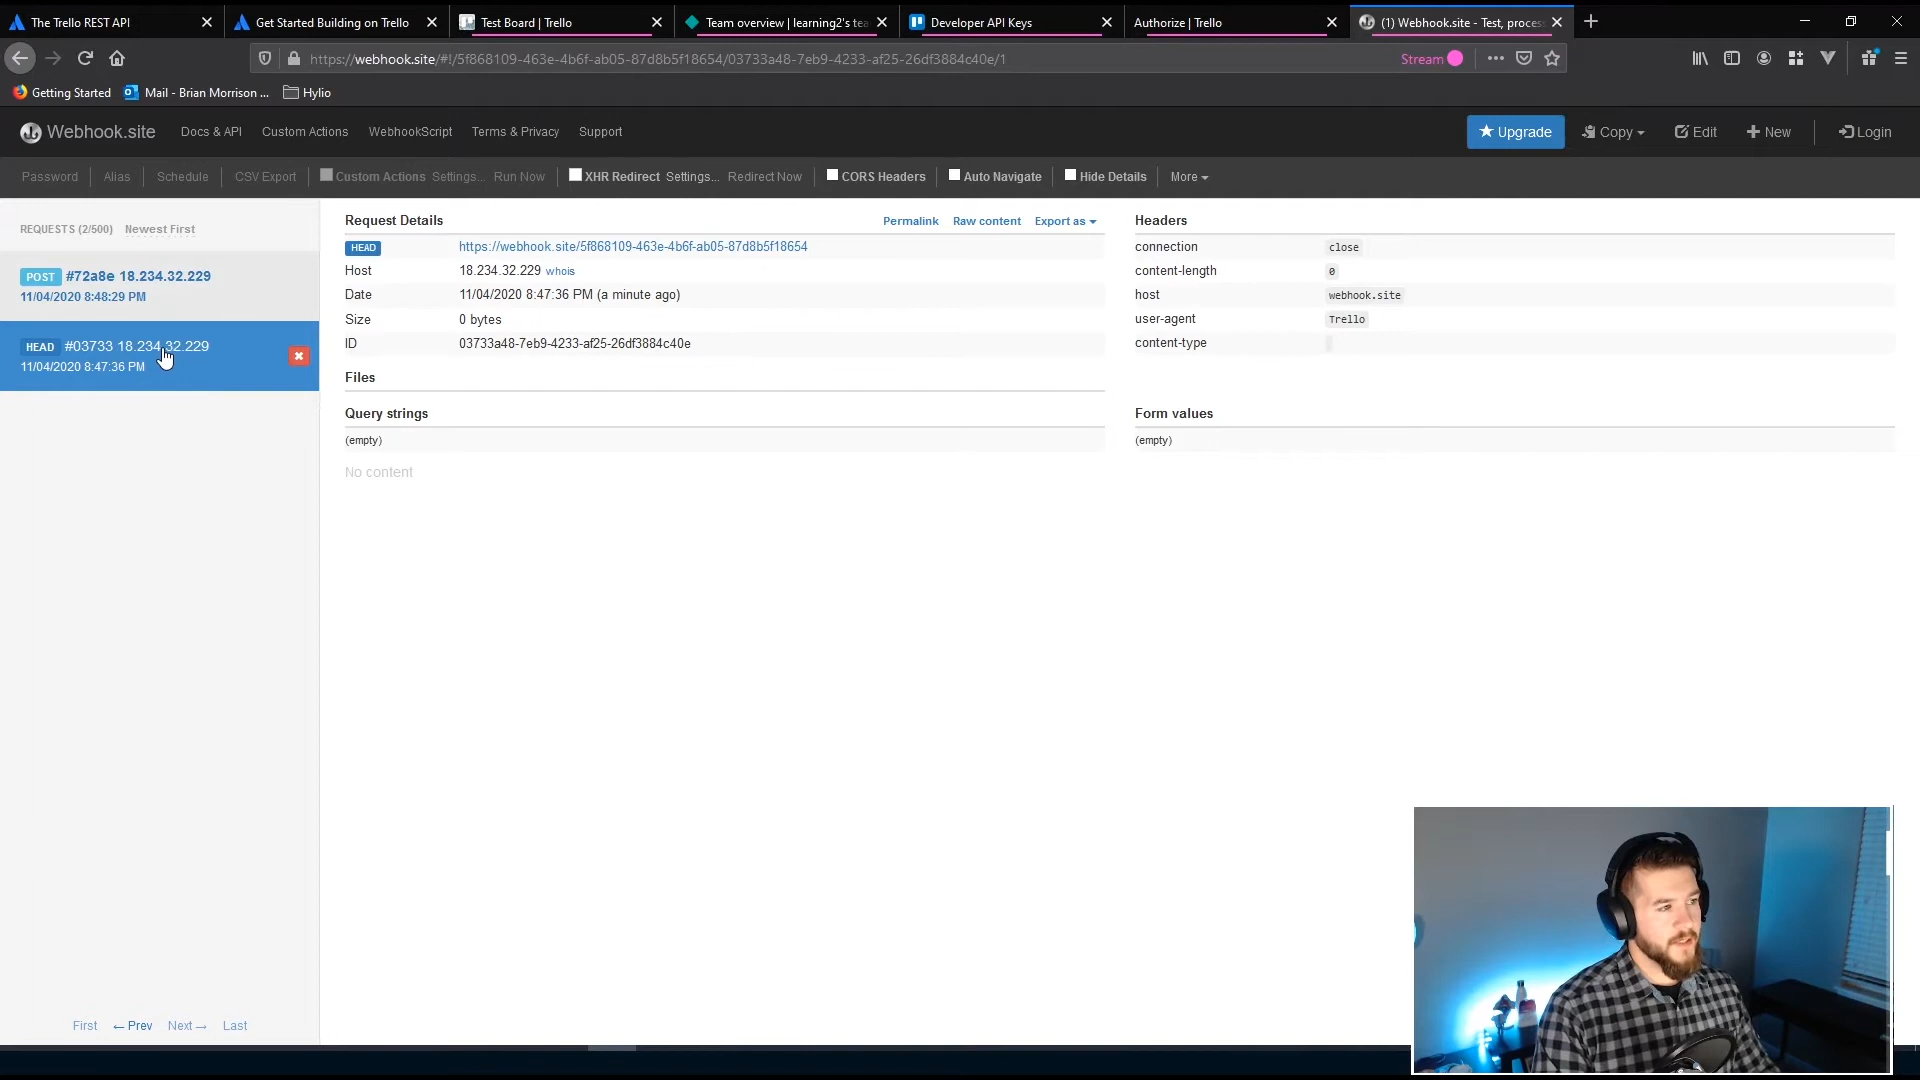 The Trello REST API
Get Started Building on Trello
Test Board | Trello
Team overview | learning2's tea
Developer API Keys
Authorize | Trello
(1) Webhook.site - Test, proces
https://webhook.site/#!/5f868109-463e-4b6f-ab05-87d8b5f18654/03733a48-7eb9-4233-af25-26df3884c40e/1
Stream
Getting Started
Mail - Brian Morrison ...
Hylio
Webhook.site
Docs & API
Custom Actions
WebhookScript
Terms & Privacy
Support
Upgrade
Copy
Edit
New
Login
Password
Alias
Schedule
CSV Export
Custom Actions Settings...
Run Now
XHR Redirect Settings...
Redirect Now
CORS Headers
Auto Navigate
Hide Details
More
REQUESTS (2/500) Newest First
POST #72a8e 18.234.32.229
11/04/2020 8:48:29 PM
HEAD #03733 18.234.32.229
11/04/2020 8:47:36 PM
First ← Prev Next → Last
Request Details
Permalink Raw content Export as
HEAD https://webhook.site/5f868109-463e-4b6f-ab05-87d8b5f18654
Host 18.234.32.229 whois
Date 11/04/2020 8:47:36 PM (a minute ago)
Size 0 bytes
ID 03733a48-7eb9-4233-af25-26df3884c40e
Files
Query strings
(empty)
No content
Headers
connection close
content-length 0
host webhook.site
user-agent Trello
content-type
Form values
(empty)